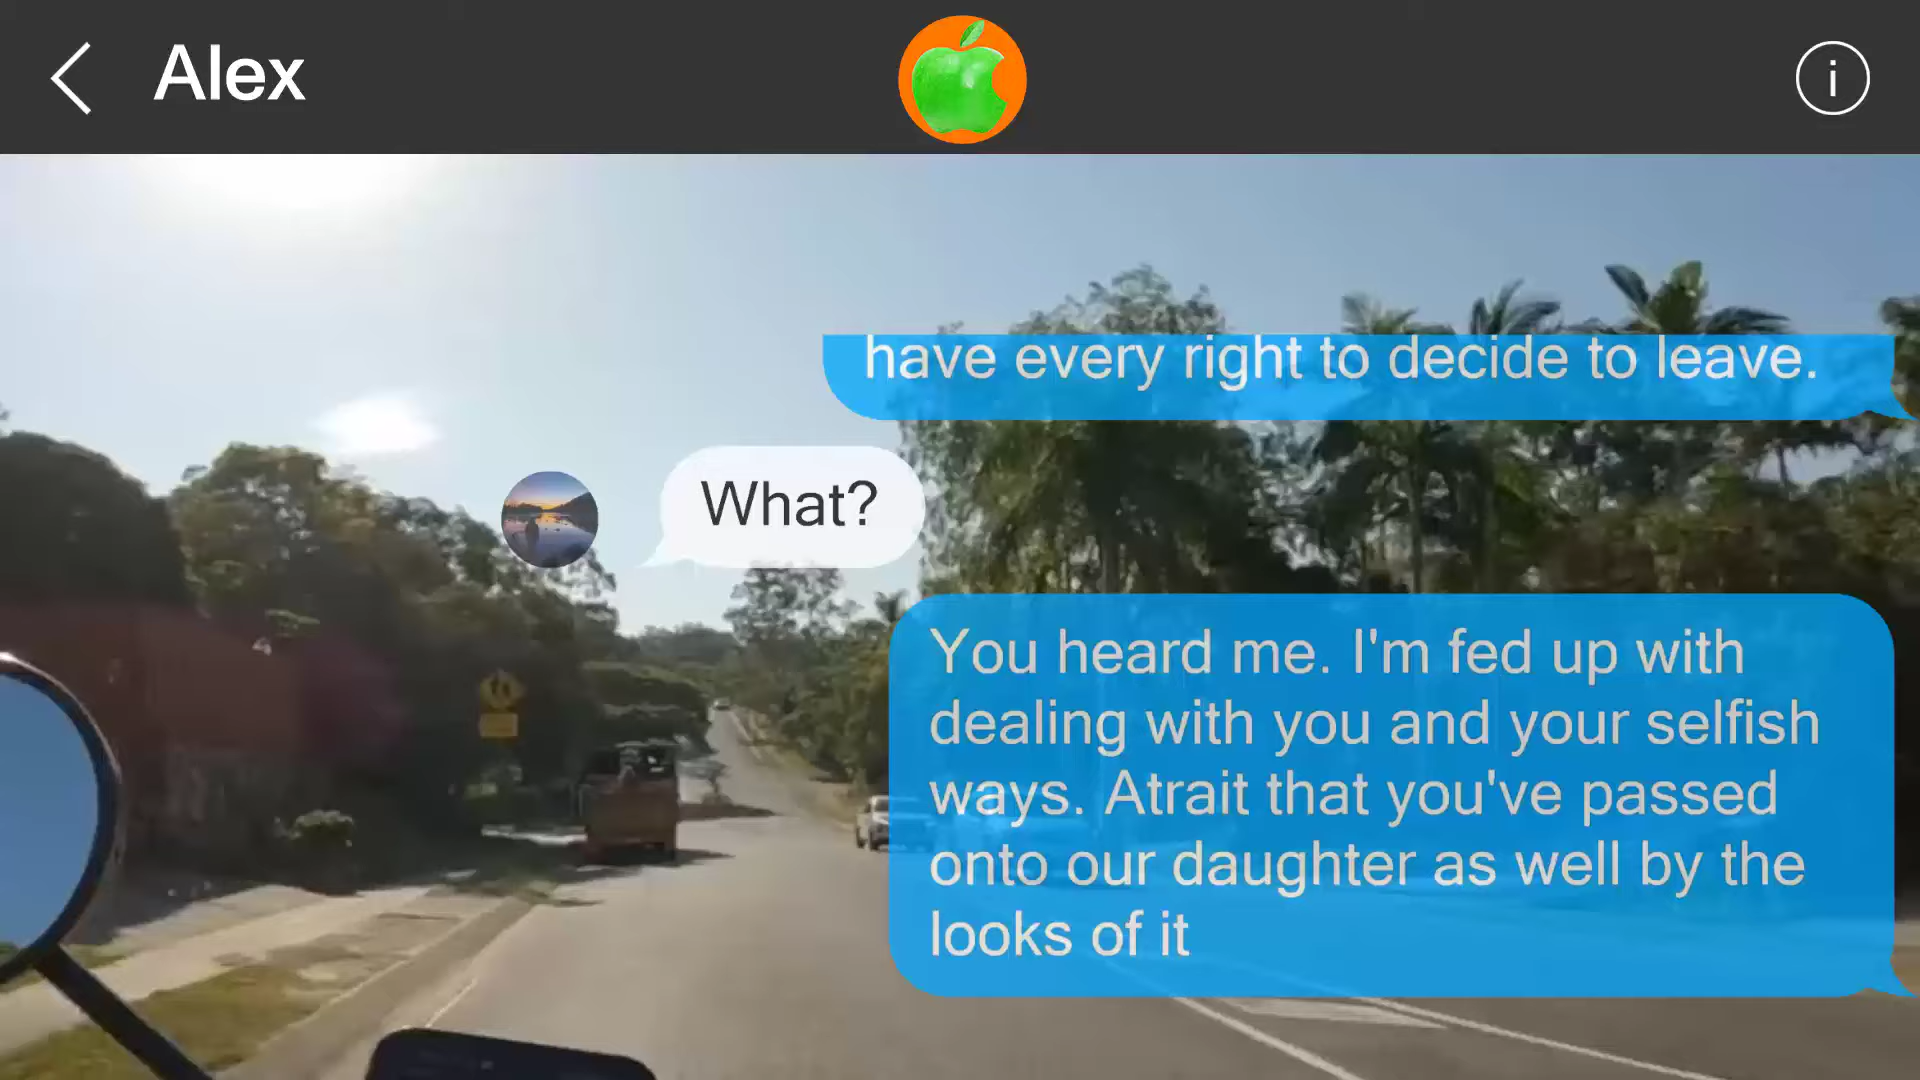 Alex
i
have every right to decide to leave.
What?
You heard me. I'm fed up with
dealing with you and your selfish
ways. Atrait that you've passed
onto our daughter as well by the
looks of it